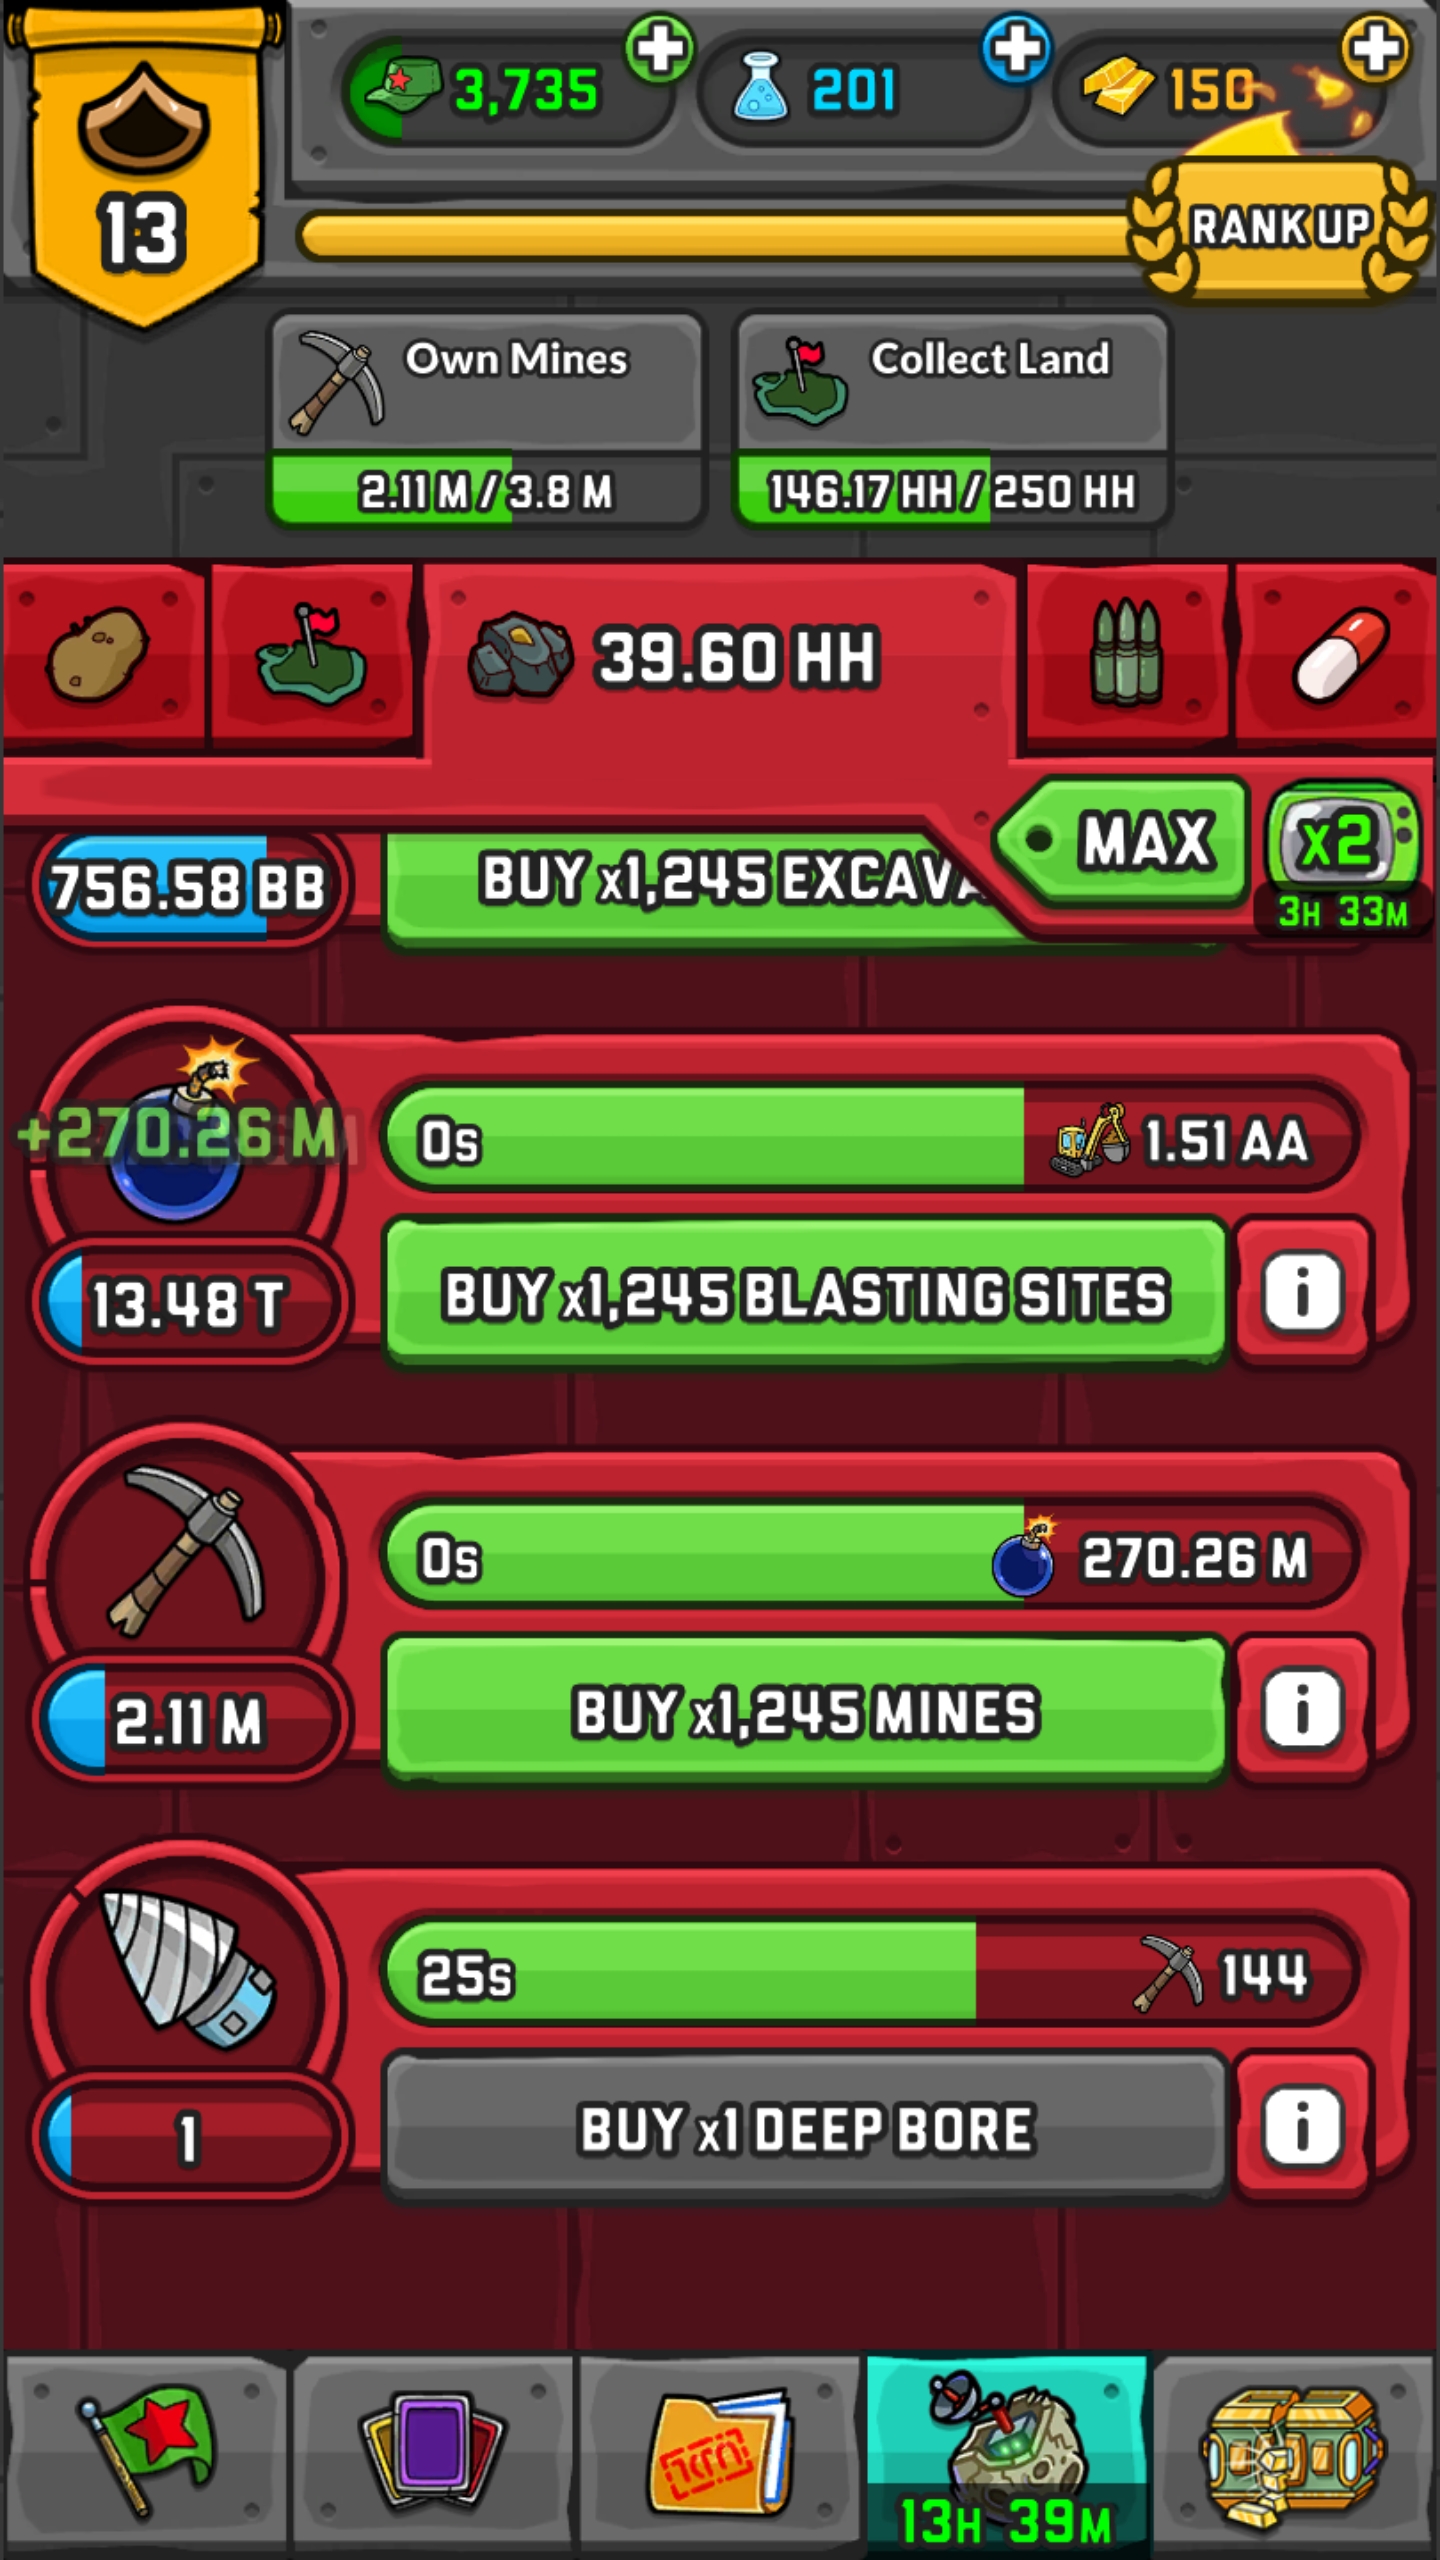 3,735
201
150
13
RANK UP
Own Mines
Collect Land
2.11 M / 3.8 M
146.17 HH / 250 HH
39.60 HH
MAX
x2
3H 33M
756.58 BB
BUY x1,245 EXCAVA
+270.26 M
0s
1.51 AA
13.48 T
BUY x1,245 BLASTING SITES
i
0s
270.26 M
2.11 M
BUY x1,245 MINES
i
25s
144
1
BUY x1 DEEP BORE
i
13H 39M